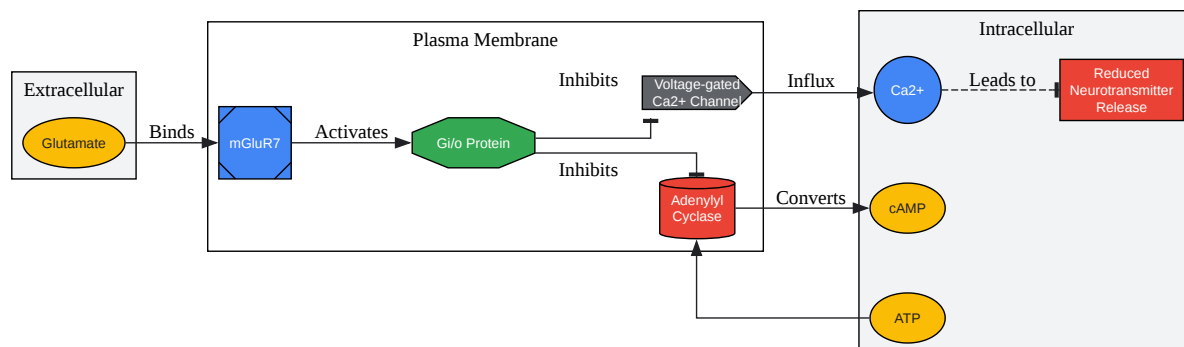 Extracellular
Glutamate
Binds
Plasma Membrane
mGluR7
Activates
Gi/o Protein
Inhibits
Inhibits
Voltage-gated
Ca2+ Channel
Adenylyl
Cyclase
Influx
Converts
Intracellular
Ca2+
Leads to
Reduced
Neurotransmitter
Release
cAMP
ATP